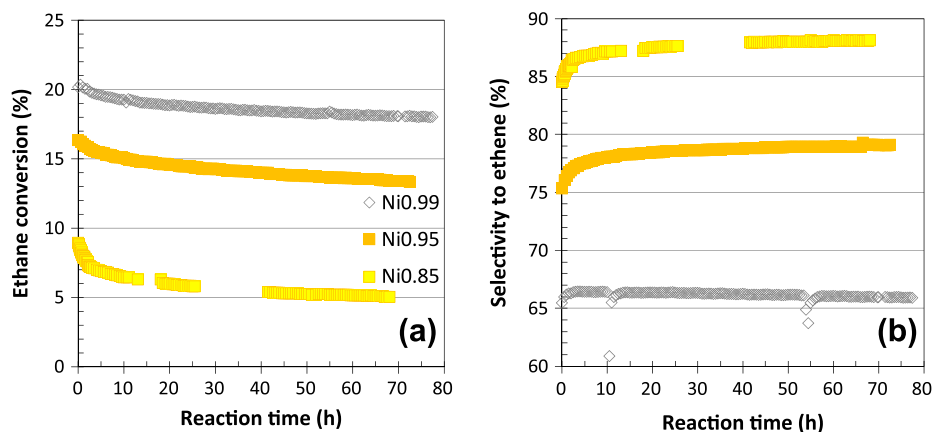 25
20
15
10
5
0
0 10 20 30 40 50 60 70 80
Ethane conversion (%)
Reaction time (h)
Ni0.99
Ni0.95
Ni0.85
(a)
90
85
80
75
70
65
60
0 10 20 30 40 50 60 70 80
Selectivity to ethene (%)
Reaction time (h)
(b)